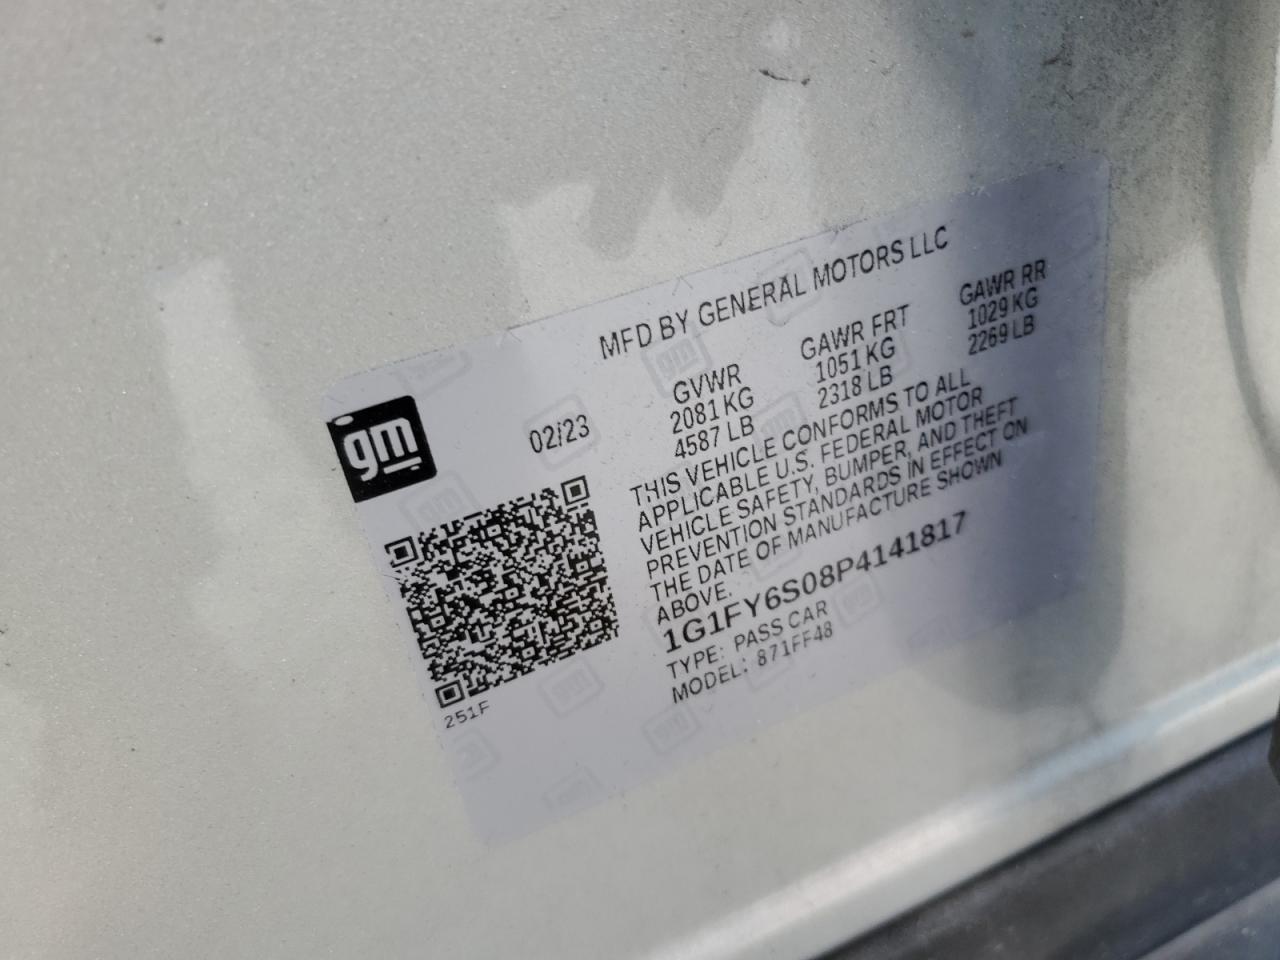 MFD BY GENERAL MOTORS LLC
gm
02/23
GVWR GAWR FRT GAWR RR
2081 KG 1051 KG 1029 KG
4587 LB 2318 LB 2269 LB
THIS VEHICLE CONFORMS TO ALL
APPLICABLE U.S. FEDERAL MOTOR
VEHICLE SAFETY, BUMPER, AND THEFT
PREVENTION STANDARDS IN EFFECT ON
THE DATE OF MANUFACTURE SHOWN
ABOVE.
1G1FY6S08P4141817
TYPE: PASS CAR
MODEL: 871FF48
251F